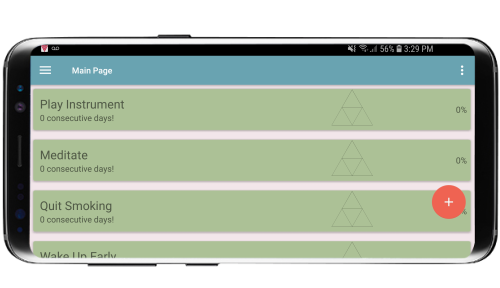 56% 3:29 PM
Main Page
Play Instrument
0 consecutive days!
0%
Meditate
0 consecutive days!
0%
Quit Smoking
0 consecutive days!
%
+
Wake Up Early